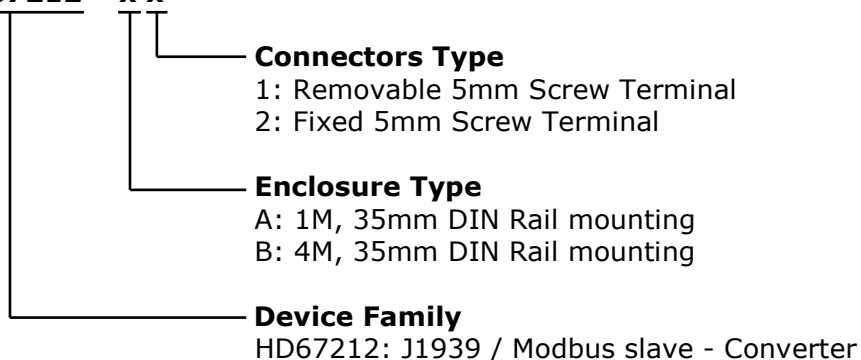 Connectors Type
1: Removable 5mm Screw Terminal
2: Fixed 5mm Screw Terminal
Enclosure Type
A: 1M, 35mm DIN Rail mounting
B: 4M, 35mm DIN Rail mounting
Device Family
HD67212: J1939 / Modbus slave - Converter